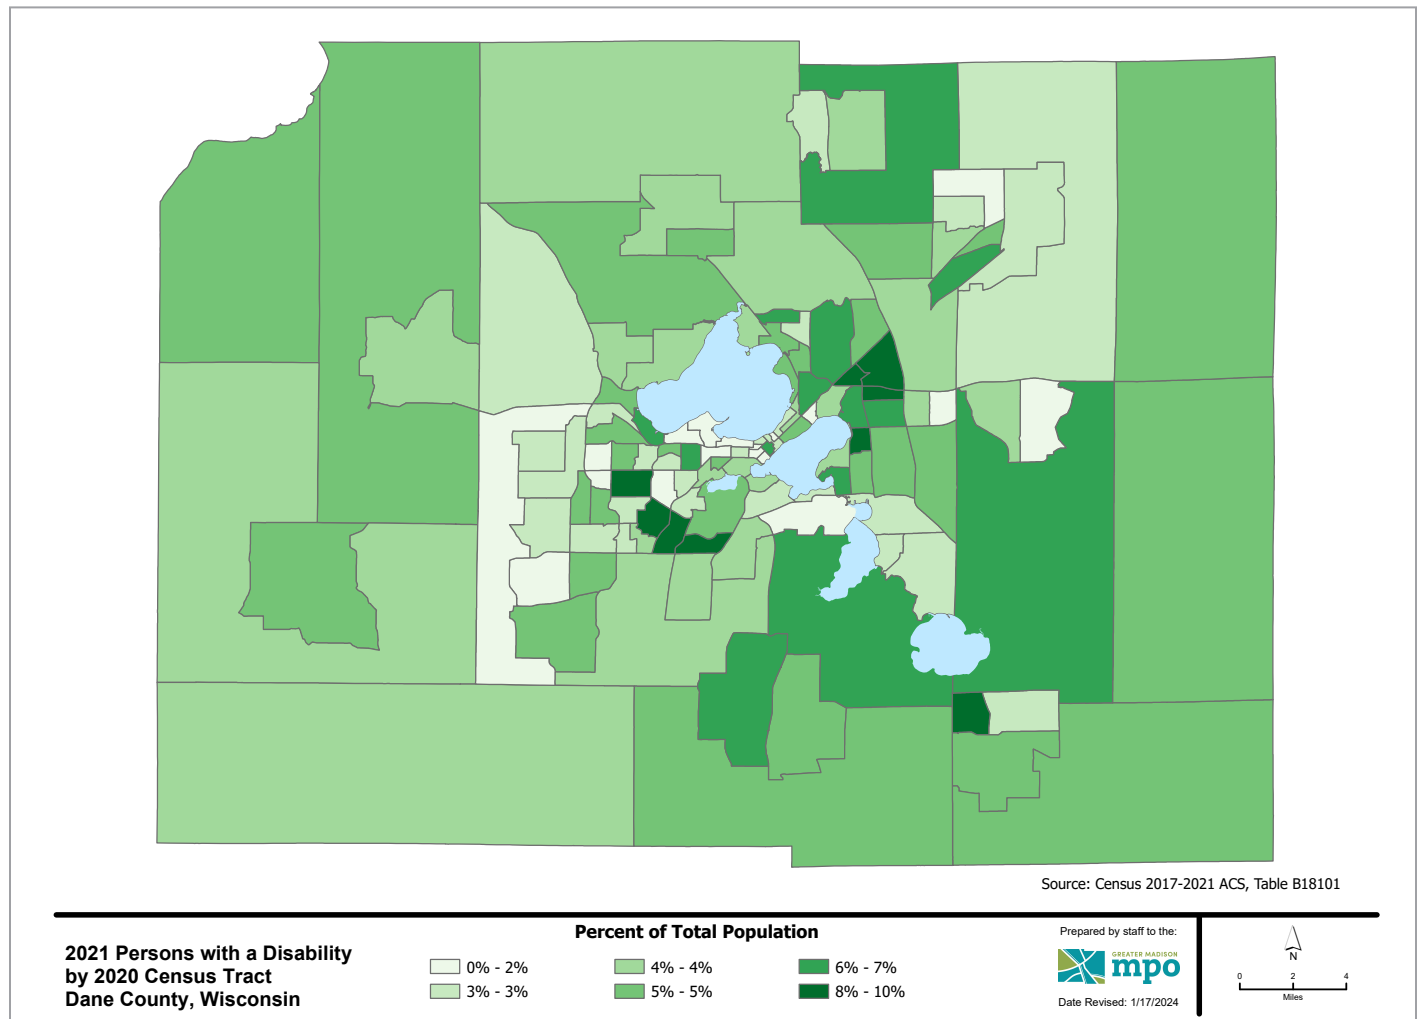 Source: Census 2017-2021 ACS, Table B18101
2021 Persons with a Disability
by 2020 Census Tract
Dane County, Wisconsin
Percent of Total Population
0% - 2%
3% - 3%
4% - 4%
5% - 5%
6% - 7%
8% - 10%
Prepared by staff to the:
GREATER MADISON
mpo
Date Revised: 1/17/2024
N
0 2 4
Miles